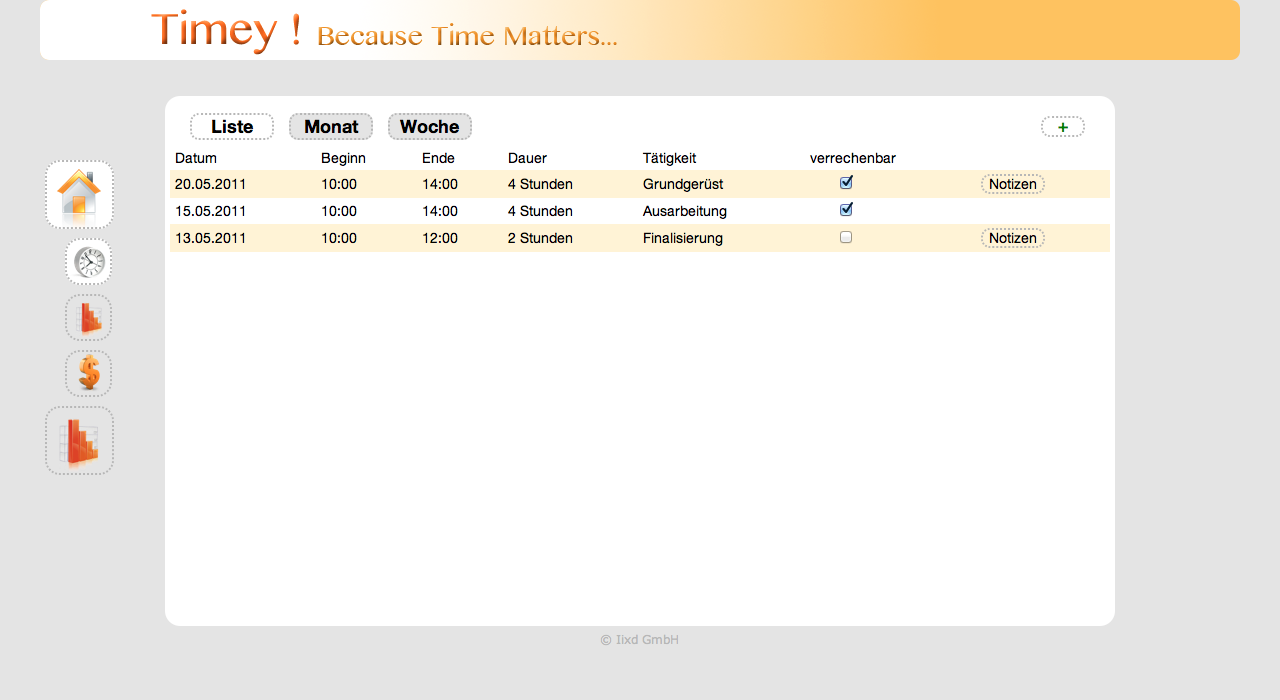 Timey ! Because Time Matters...
Liste Monat Woche +
Datum Beginn Ende Dauer Tätigkeit verrechenbar
20.05.2011 10:00 14:00 4 Stunden Grundgerüst Notizen
15.05.2011 10:00 14:00 4 Stunden Ausarbeitung
13.05.2011 10:00 12:00 2 Stunden Finalisierung Notizen
© Iixd GmbH